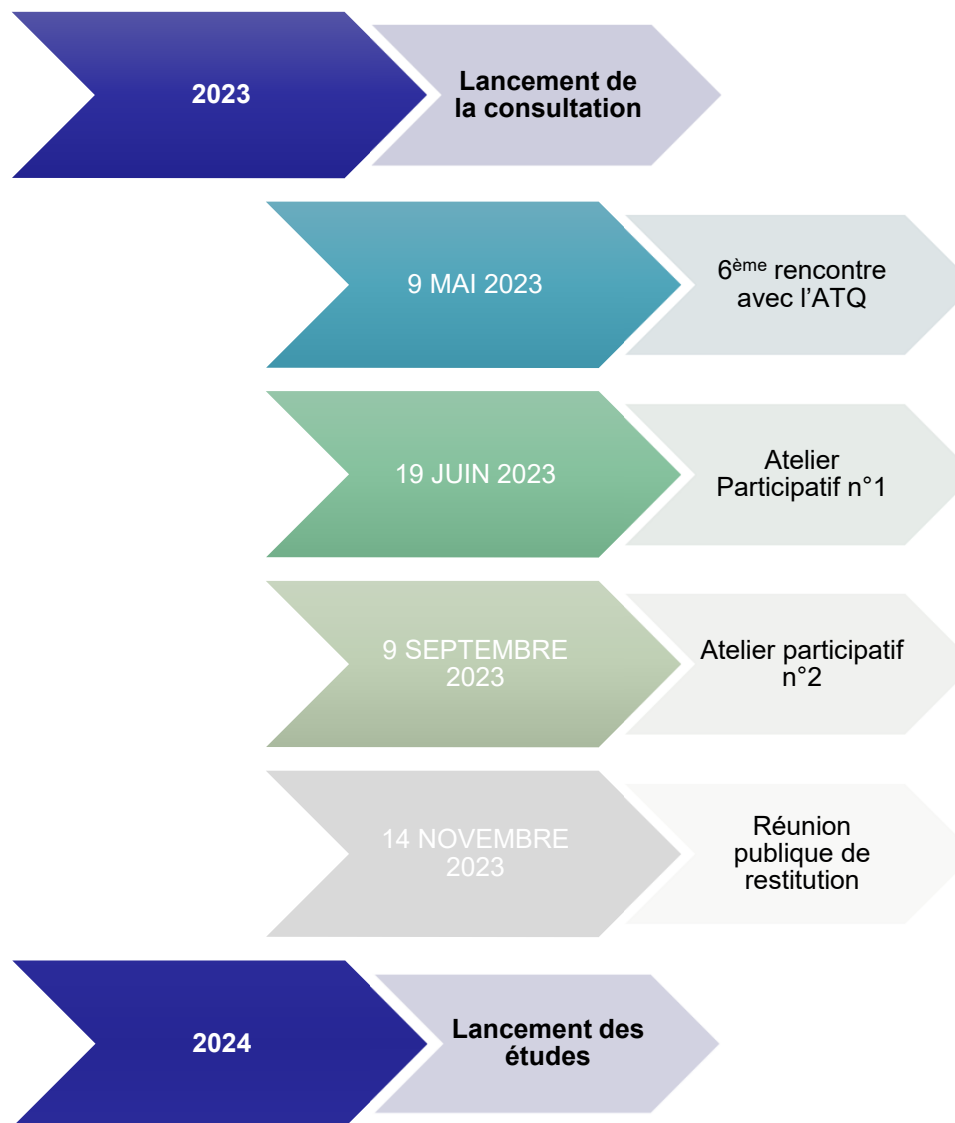 2023
Lancement de
la consultation
9 MAI 2023
6ème rencontre
avec l’ATQ
19 JUIN 2023
Atelier
Participatif n°1
9 SEPTEMBRE
2023
Atelier participatif
n°2
14 NOVEMBRE
2023
Réunion
publique de
restitution
2024
Lancement des
études